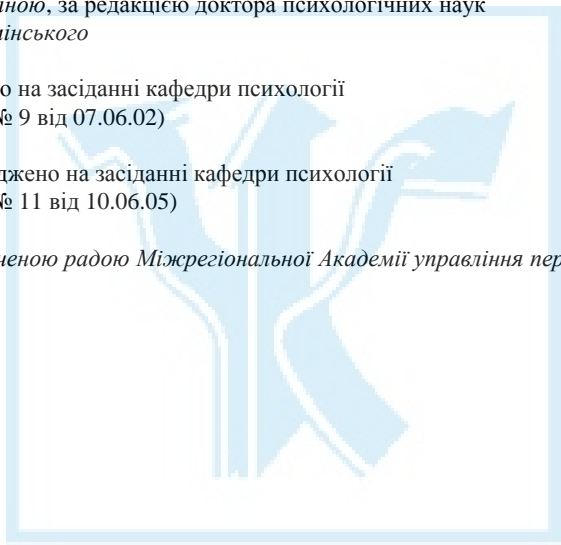 іною, за редакцією доктора психологічних наук
інського
о на засіданні кафедри психології
№ 9 від 07.06.02)
джено на засіданні кафедри психології
№ 11 від 10.06.05)
ченою радою Міжрегіональної Академії управління пер